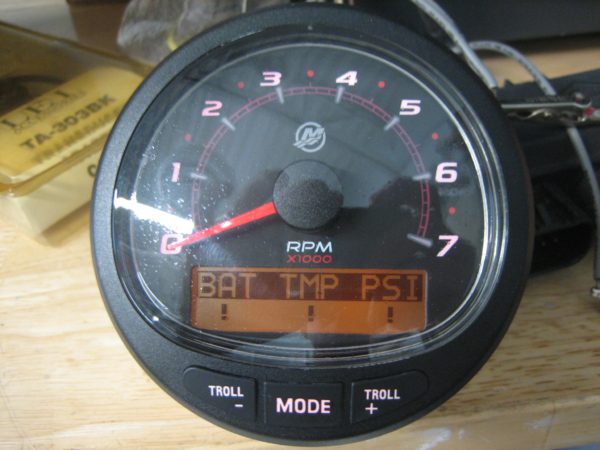 TA-303BK
3 4
2 5
1 6
0 7
RPM
X1000
BAT TMP PSI
! ! !
TROLL
-
MODE
TROLL
+